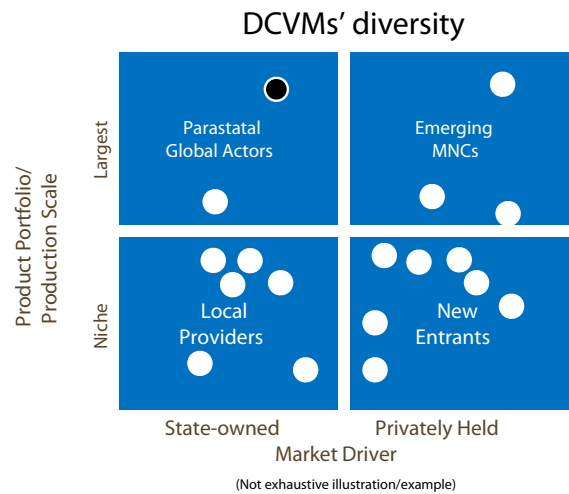 DCVMs’ diversity
Product Portfolio/
Production Scale
Largest
Parastatal
Global Actors
Emerging
MNCs
Niche
Local
Providers
New
Entrants
State-owned
Privately Held
Market Driver
(Not exhaustive illustration/example)